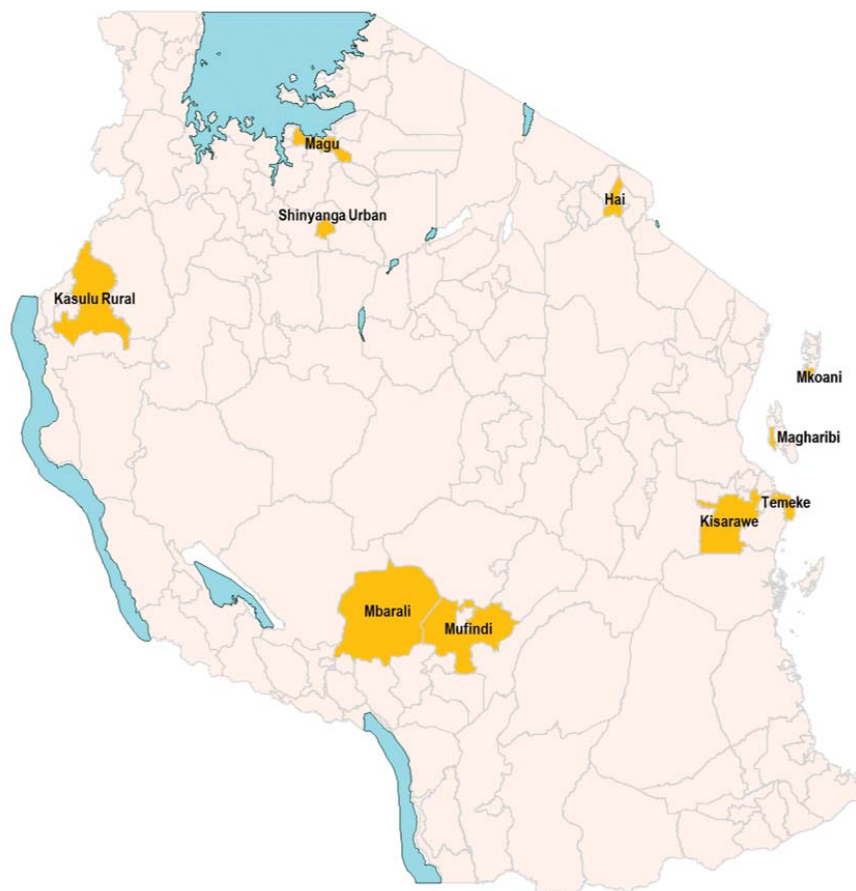 Magu
Hai
Shinyanga Urban
Kasulu Rural
Mkoani
Magharibi
Temeke
Kisarawe
Mbarali
Mufindi